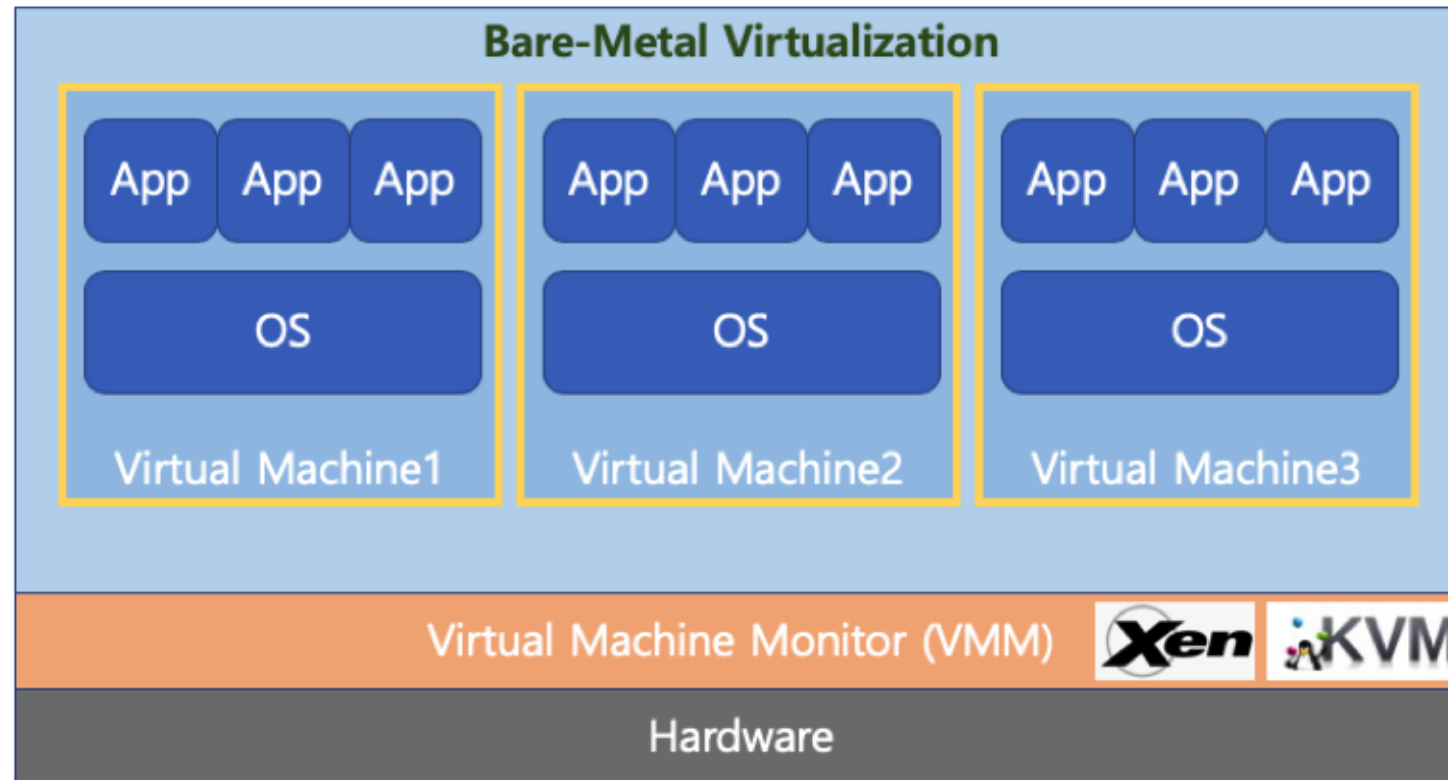 Bare-Metal Virtualization
App App App App App App App App App
OS OS OS
Virtual Machine1 Virtual Machine2 Virtual Machine3
Virtual Machine Monitor (VMM) Xen KVM
Hardware